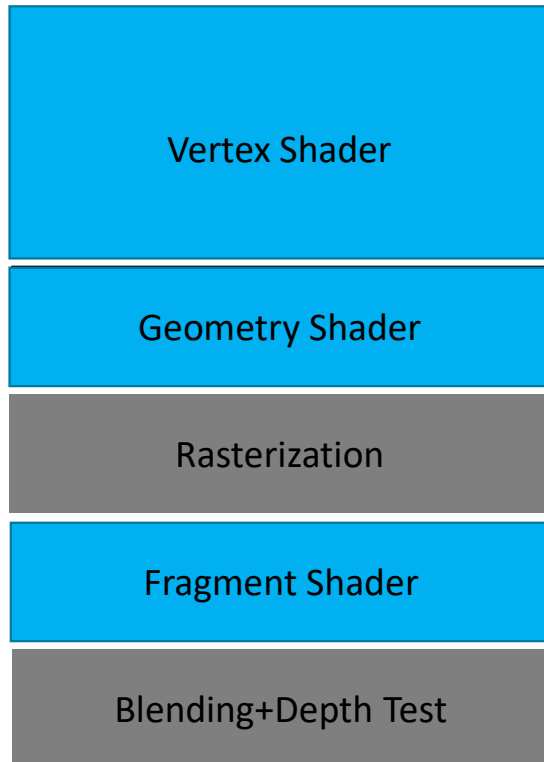 Vertex Shader
Geometry Shader
Rasterization
Fragment Shader
Blending+Depth Test